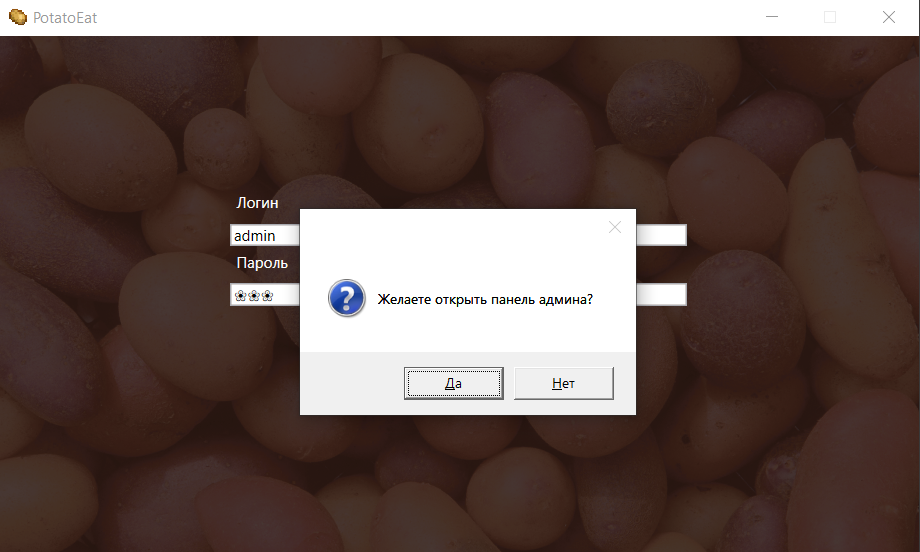 PotatoEat
Логин
admin
Пароль
❀❀❀
Желаете открыть панель админа?
Да
Нет